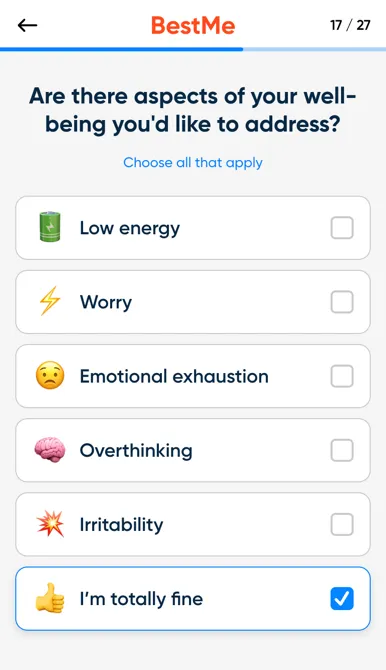 BestMe
17 / 27
Are there aspects of your well-
being you'd like to address?
Choose all that apply
Low energy
Worry
Emotional exhaustion
Overthinking
Irritability
I’m totally fine